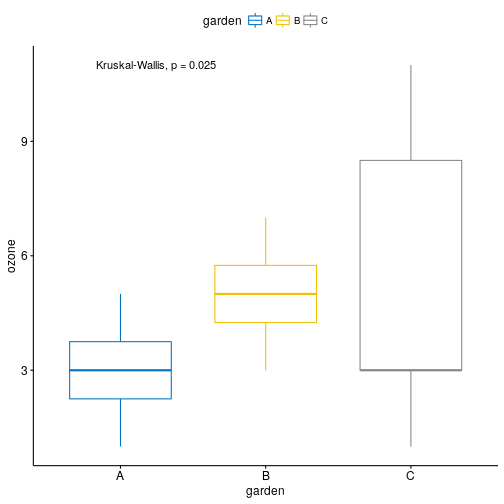 garden A B C
Kruskal-Wallis, p = 0.025
9
6
3
ozone
A B C
garden